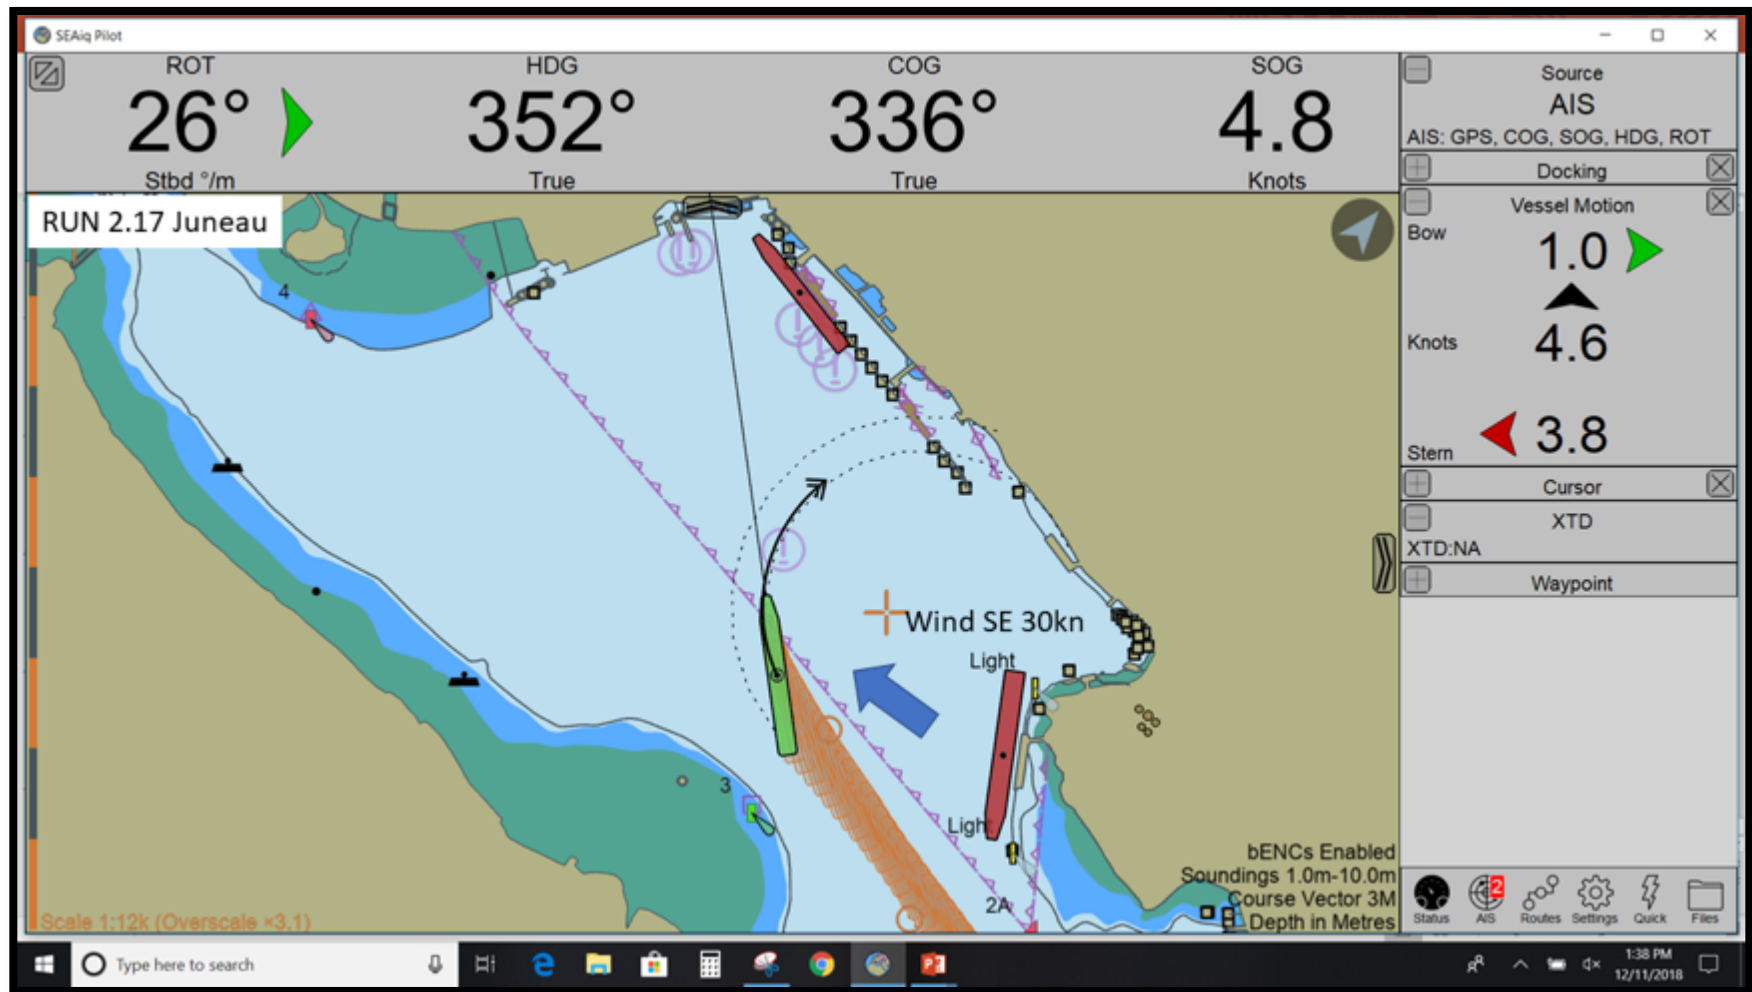 SEAiq Pilot
ROT HDG COG SOG
26° 352° 336° 4.8
Stbd °/m True True Knots
RUN 2.17 Juneau
4
Wind SE 30kn
Light
3
Light
2A
bENCs Enabled
Soundings 1.0m-10.0m
Course Vector 3M
Depth in Metres
Scale 1:12k (Overscale ×3.1)
Source
AIS
AIS: GPS, COG, SOG, HDG, ROT
Docking
Vessel Motion
Bow 1.0
Knots 4.6
Stern 3.8
Cursor
XTD
XTD:NA
Waypoint
2
Status AIS Routes Settings Quick Files
Type here to search
1:38 PM
12/11/2018